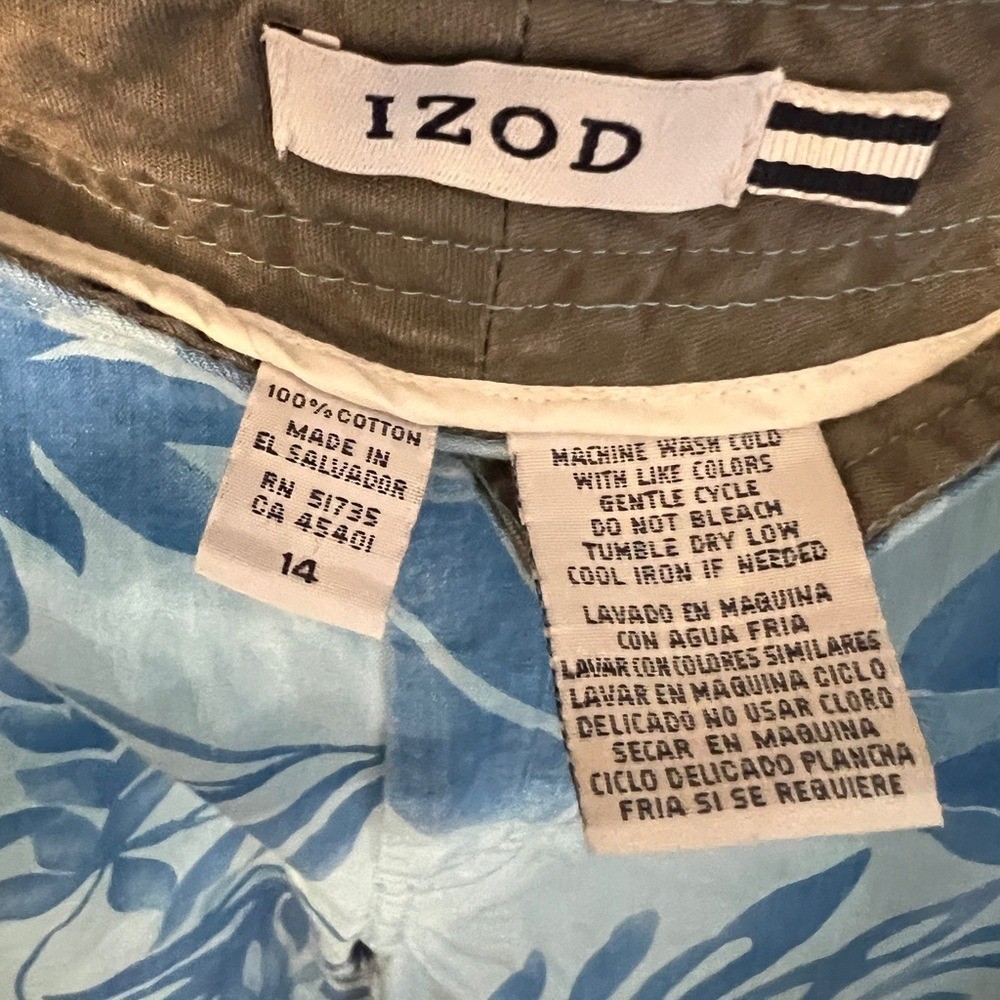 IZOD
100% COTTON
MADE IN
EL SALVADOR
RN 51735
CA 45401
14
MACHINE WASH COLD
WITH LIKE COLORS
GENTLE CYCLE
DO NOT BLEACH
TUMBLE DRY LOW
COOL IRON IF NEEDED
LAVADO EN MAQUINA
CON AGUA FRIA
LAVAR CON COLORES SIMILARES
LAVAR EN MAQUINA CICLO
DELICADO NO USAR CLORO
SECAR EN MAQUINA
CICLO DELICADO PLANCHA
FRIA SI SE REQUIERE